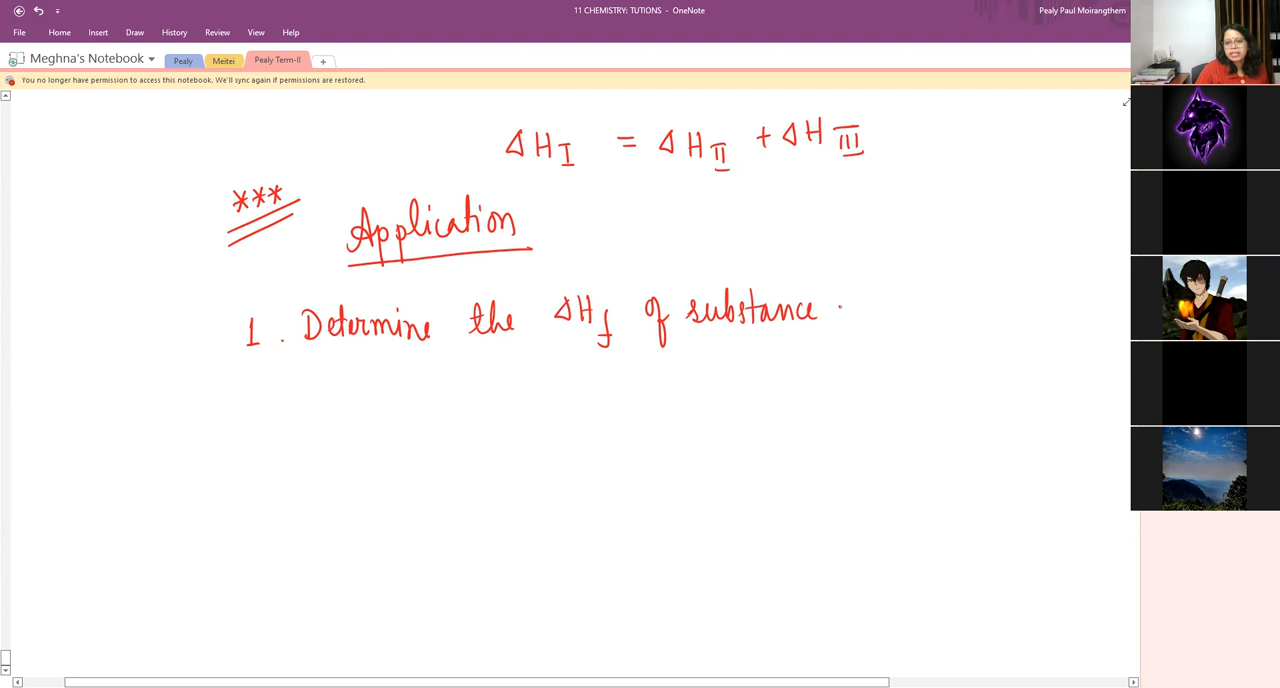 11 CHEMISTRY: TUTIONS - OneNote
Pealy Paul Moirangthem
File Home Insert Draw History Review View Help
Meghna's Notebook Pealy Meitei Pealy Term-II +
You no longer have permission to access this notebook. We'll sync again if permissions are restored.
ΔH I = ΔH II + ΔH III
***
Application
1. Determine the ΔHf of substance.